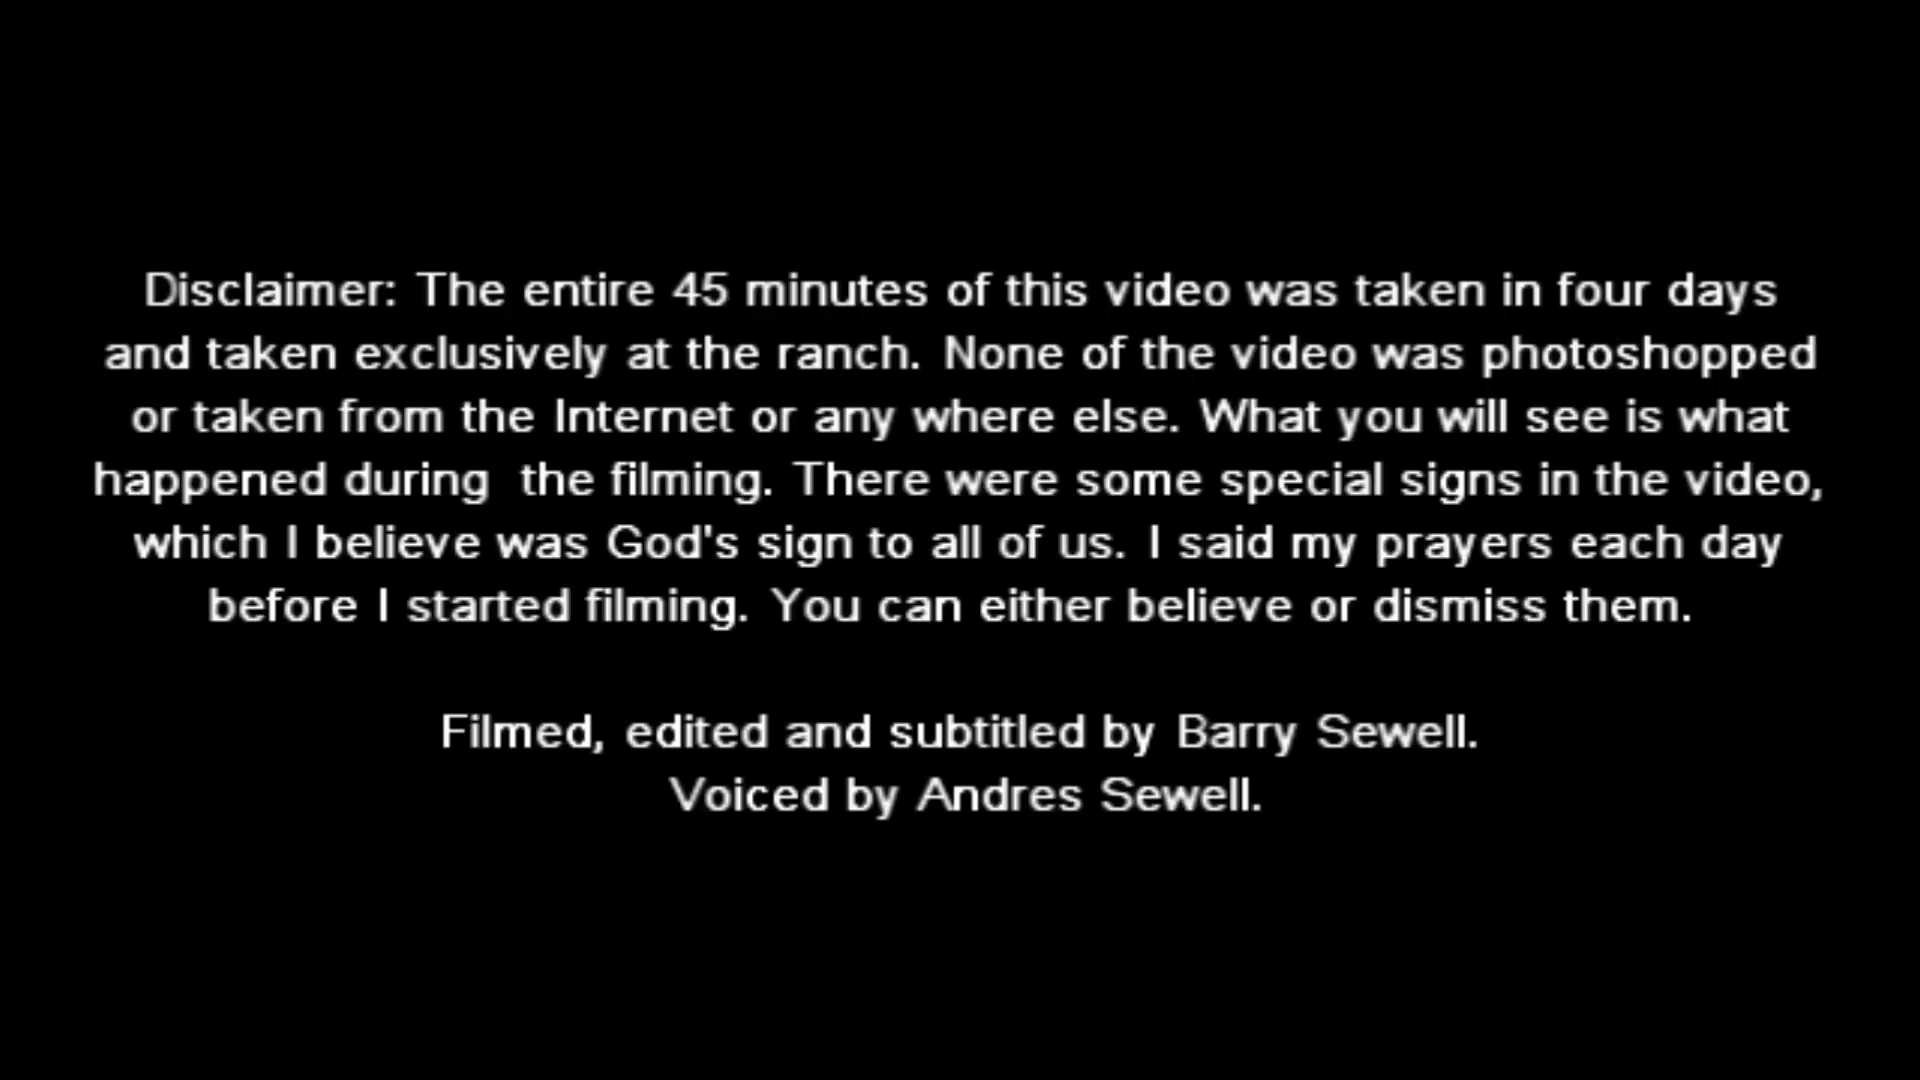 Disclaimer: The entire 45 minutes of this video was taken in four days
and taken exclusively at the ranch. None of the video was photoshopped
or taken from the Internet or any where else. What you will see is what
happened during  the filming. There were some special signs in the video,
which I believe was God's sign to all of us. I said my prayers each day
before I started filming. You can either believe or dismiss them.
Filmed, edited and subtitled by Barry Sewell.
Voiced by Andres Sewell.